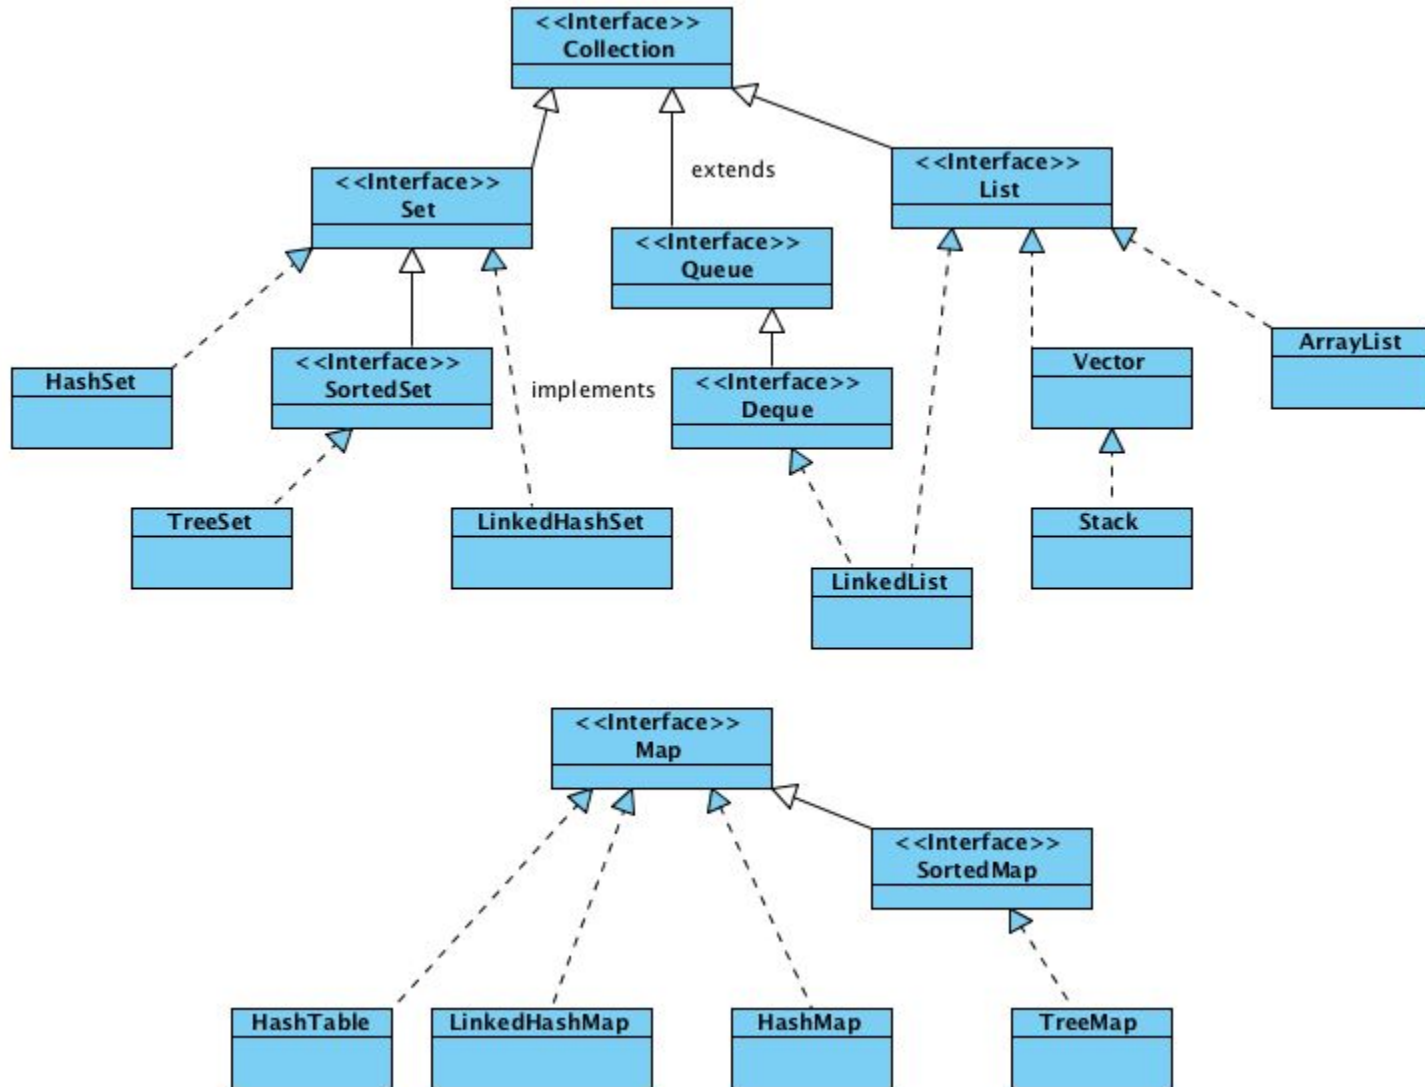 <<Interface>>
Collection
<<Interface>>
Set
extends
<<Interface>>
List
<<Interface>>
Queue
HashSet
<<Interface>>
SortedSet
implements
<<Interface>>
Deque
Vector
ArrayList
TreeSet
LinkedHashSet
LinkedList
Stack
<<Interface>>
Map
<<Interface>>
SortedMap
HashTable
LinkedHashMap
HashMap
TreeMap